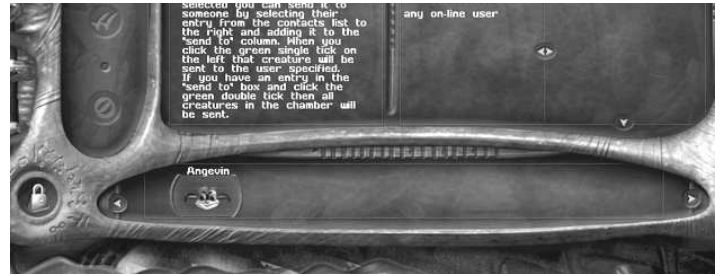 selected you can send it to
someone by selecting their
entry from the contacts list to
the right and adding it to the
"send to" column. When you
click the green single tick on
the left that creature will be
sent to the user specified.
If you have an entry in the
"send to" box and click the
green double tick then all
creatures in the chamber will
be sent.
any on-line user
Angevin